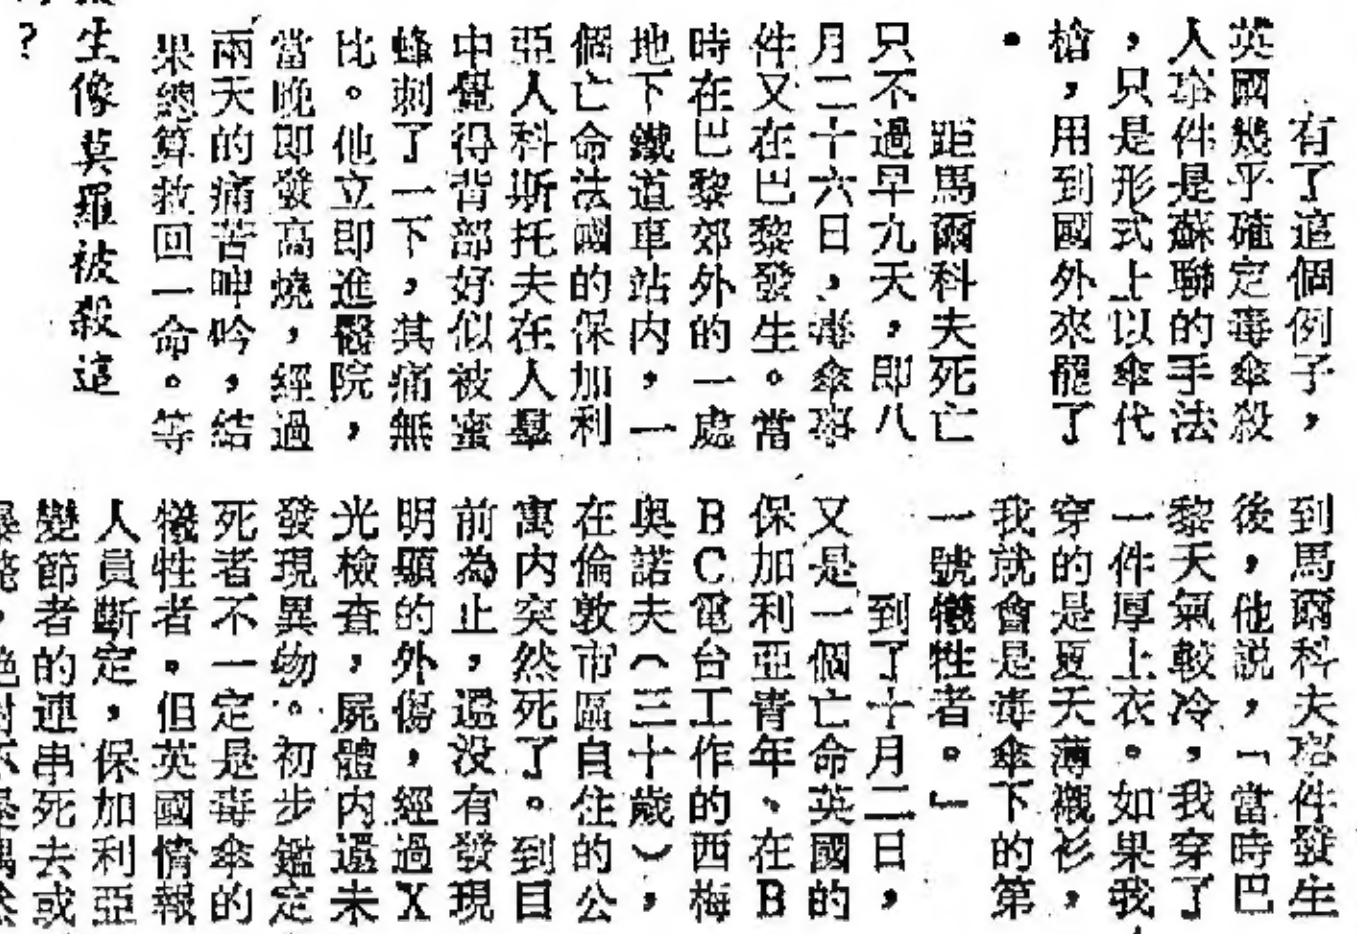 有了這個例子，
英國幾乎確定毒傘殺
人案件是蘇聯的手法
，只是形式上以傘代
槍，用到國外來罷了
。
距馬爾科夫死亡
只不過早九天，即八
月二十六日，毒傘事
件又在巴黎發生。當
時在巴黎郊外的一處
地下鐵道車站內，一
個亡命法國的保加利
亞人科斯托夫在人羣
中覺得背部好似被蜜
蜂刺了一下，其痛無
比。他立即進醫院，
當晚即發高燒，經過
兩天的痛苦呻吟，結
果總算救回一命。等
生像莫羅被殺這
？
到馬爾科夫案件發生
後，他説，「當時巴
黎天氣較冷，我穿了
一件厚上衣。如果我
穿的是夏天薄襯衫，
我就會是毒傘下的第
一號犧牲者。」
到了十月二日，
又是一個亡命英國的
保加利亞青年、在B
BC電台工作的西梅
奥諾夫（三十歲），
在倫敦市區自住的公
寓內突然死了。到目
前為止，還没有發現
明顯的外傷，經過X
光檢查，屍體內還未
發現異物。初步鑑定
死者不一定是毒傘的
犧牲者。但英國情報
人員斷定，保加利亞
變節者的連串死去或